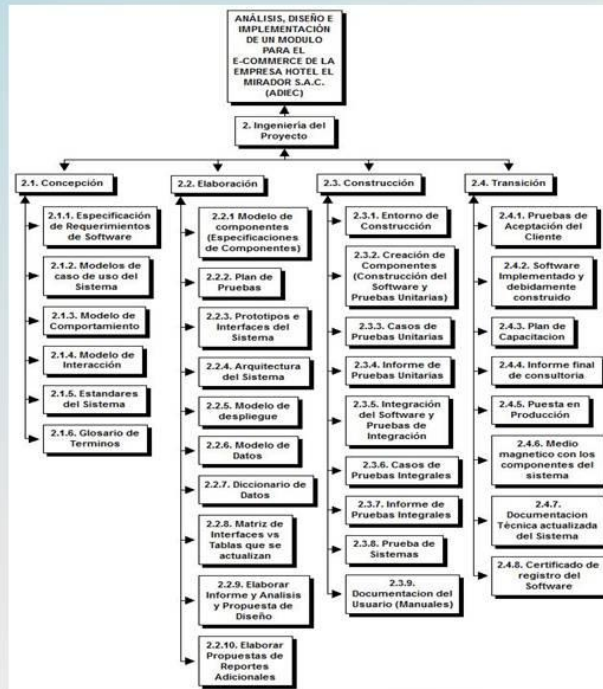 ANÁLISIS, DISEÑO E
IMPLEMENTACIÓN
DE UN MODULO
PARA EL
E-COMMERCE DE LA
EMPRESA HOTEL EL
MIRADOR S.A.C.
(ADIEC)
2. Ingeniería del
Proyecto
2.1. Concepción
2.1.1. Especificación
de Requerimientos
de Software
2.1.2. Modelos de
caso de uso del
Sistema
2.1.3. Modelo de
Comportamiento
2.1.4. Modelo de
Interacción
2.1.5. Estandares
del Sistema
2.1.6. Glosario de
Terminos
2.2. Elaboración
2.2.1 Modelo de
componentes
(Especificaciones
de Componentes)
2.2.2. Plan de
Pruebas
2.2.3. Prototipos e
Interfaces del
Sistema
2.2.4. Arquitectura
del Sistema
2.2.5. Modelo de
despliegue
2.2.6. Modelo de
Datos
2.2.7. Diccionario de
Datos
2.2.8. Matriz de
Interfaces vs
Tablas que se
actualizan
2.2.9. Elaborar
Informe y Analisis
y Propuesta de
Diseño
2.2.10. Elaborar
Propuestas de
Reportes
Adicionales
2.3. Construcción
2.3.1. Entorno de
Construcción
2.3.2. Creación de
Componentes
(Construcción del
Software y
Pruebas Unitarias)
2.3.3. Casos de
Pruebas Unitarias
2.3.4. Informe de
Pruebas Unitarias
2.3.5. Integración
del Software y
Pruebas de
Integración
2.3.6. Casos de
Pruebas Integrales
2.3.7. Informe de
Pruebas Integrales
2.3.8. Prueba de
Sistemas
2.3.9.
Documentacion del
Usuario (Manuales)
2.4. Transición
2.4.1. Pruebas de
Aceptación del
Cliente
2.4.2. Software
Implementado y
debidamente
construido
2.4.3. Plan de
Capacitacion
2.4.4. Informe final
de consultoria
2.4.5. Puesta en
Producción
2.4.6. Medio
magnetico con los
componentes del
sistema
2.4.7.
Documentacion
Técnica actualizada
del Sistema
2.4.8. Certificado de
registro del
Software